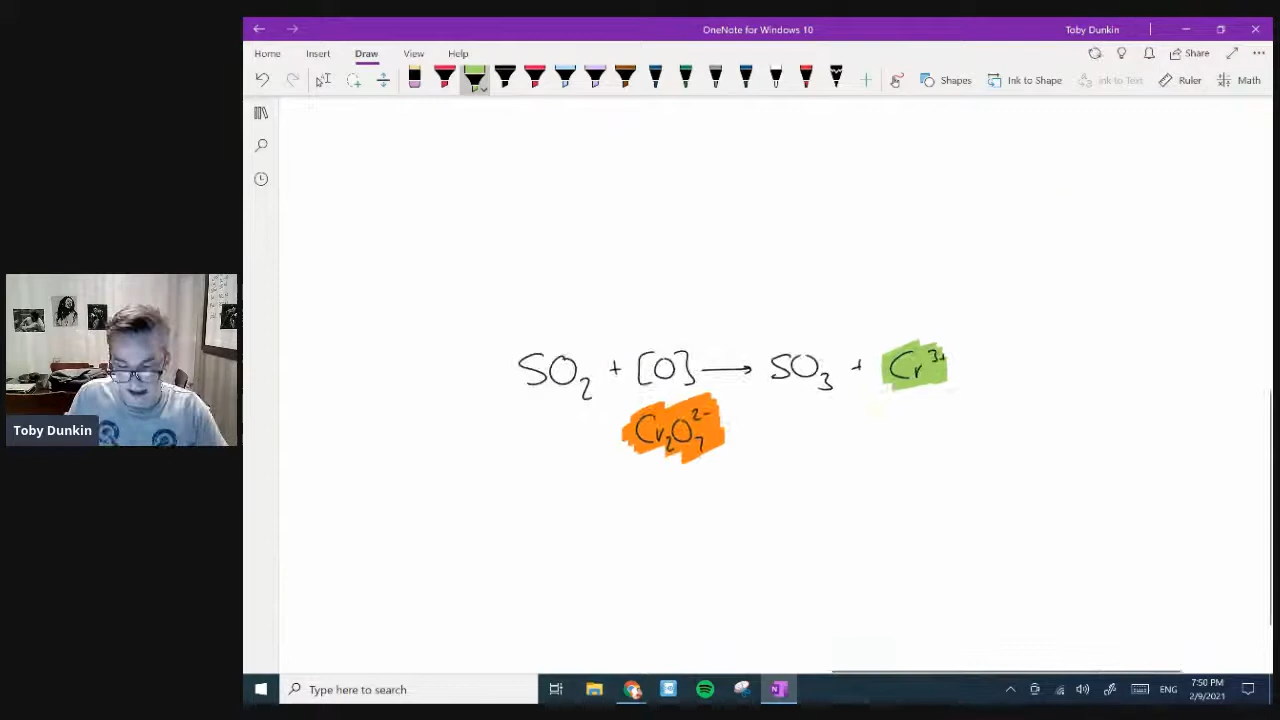 OneNote for Windows 10
Toby Dunkin
Home Insert Draw View Help
Share
Shapes Ink to Shape Ink to Text Ruler Math
SO₂ + [O] → SO₃ + Cr³⁺
Cr₂O₇²⁻
Toby Dunkin
Type here to search
ENG
7:50 PM
2/9/2021